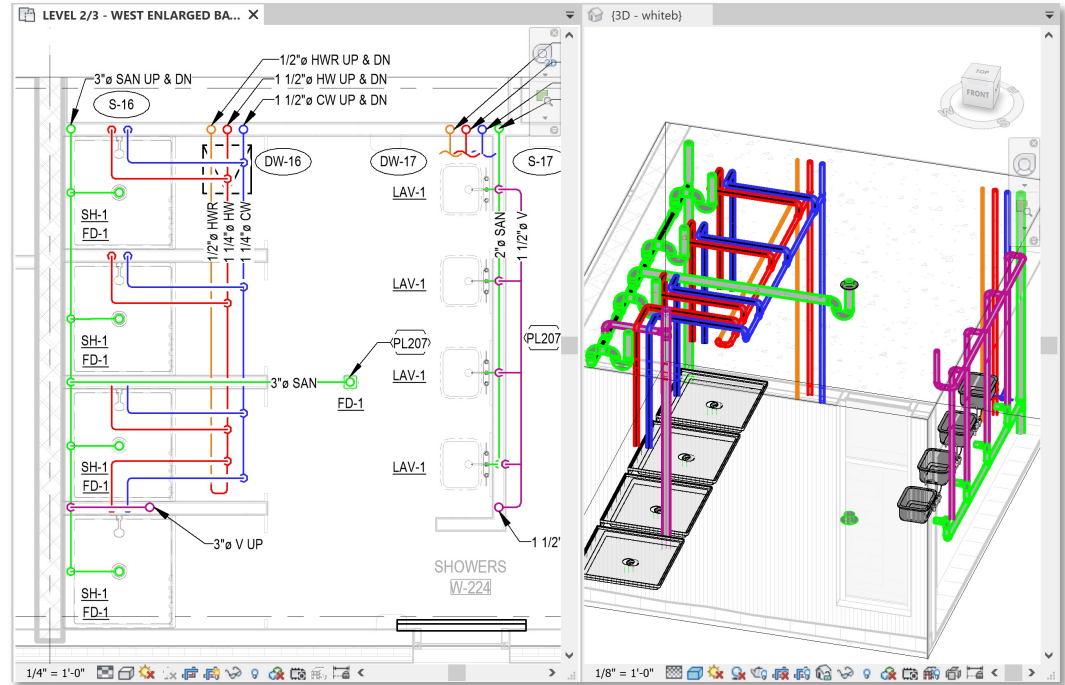 LEVEL 2/3 - WEST ENLARGED BA...
{3D - whiteb}
1/2"ø HWR UP & DN
1 1/2"ø HW UP & DN
1 1/2"ø CW UP & DN
3"ø SAN UP & DN
S-16
DW-16
DW-17
S-17
LAV-1
SH-1
FD-1
1/2"ø HWR
1 1/4"ø HW
1 1/4"ø CW
2"ø SAN
1 1/2"ø V
LAV-1
SH-1
FD-1
PL207
PL207
LAV-1
3"ø SAN
FD-1
LAV-1
SH-1
FD-1
3"ø V UP
1 1/2"
SHOWERS
W-224
SH-1
FD-1
TOP
FRONT
1/4" = 1'-0"
1/8" = 1'-0"